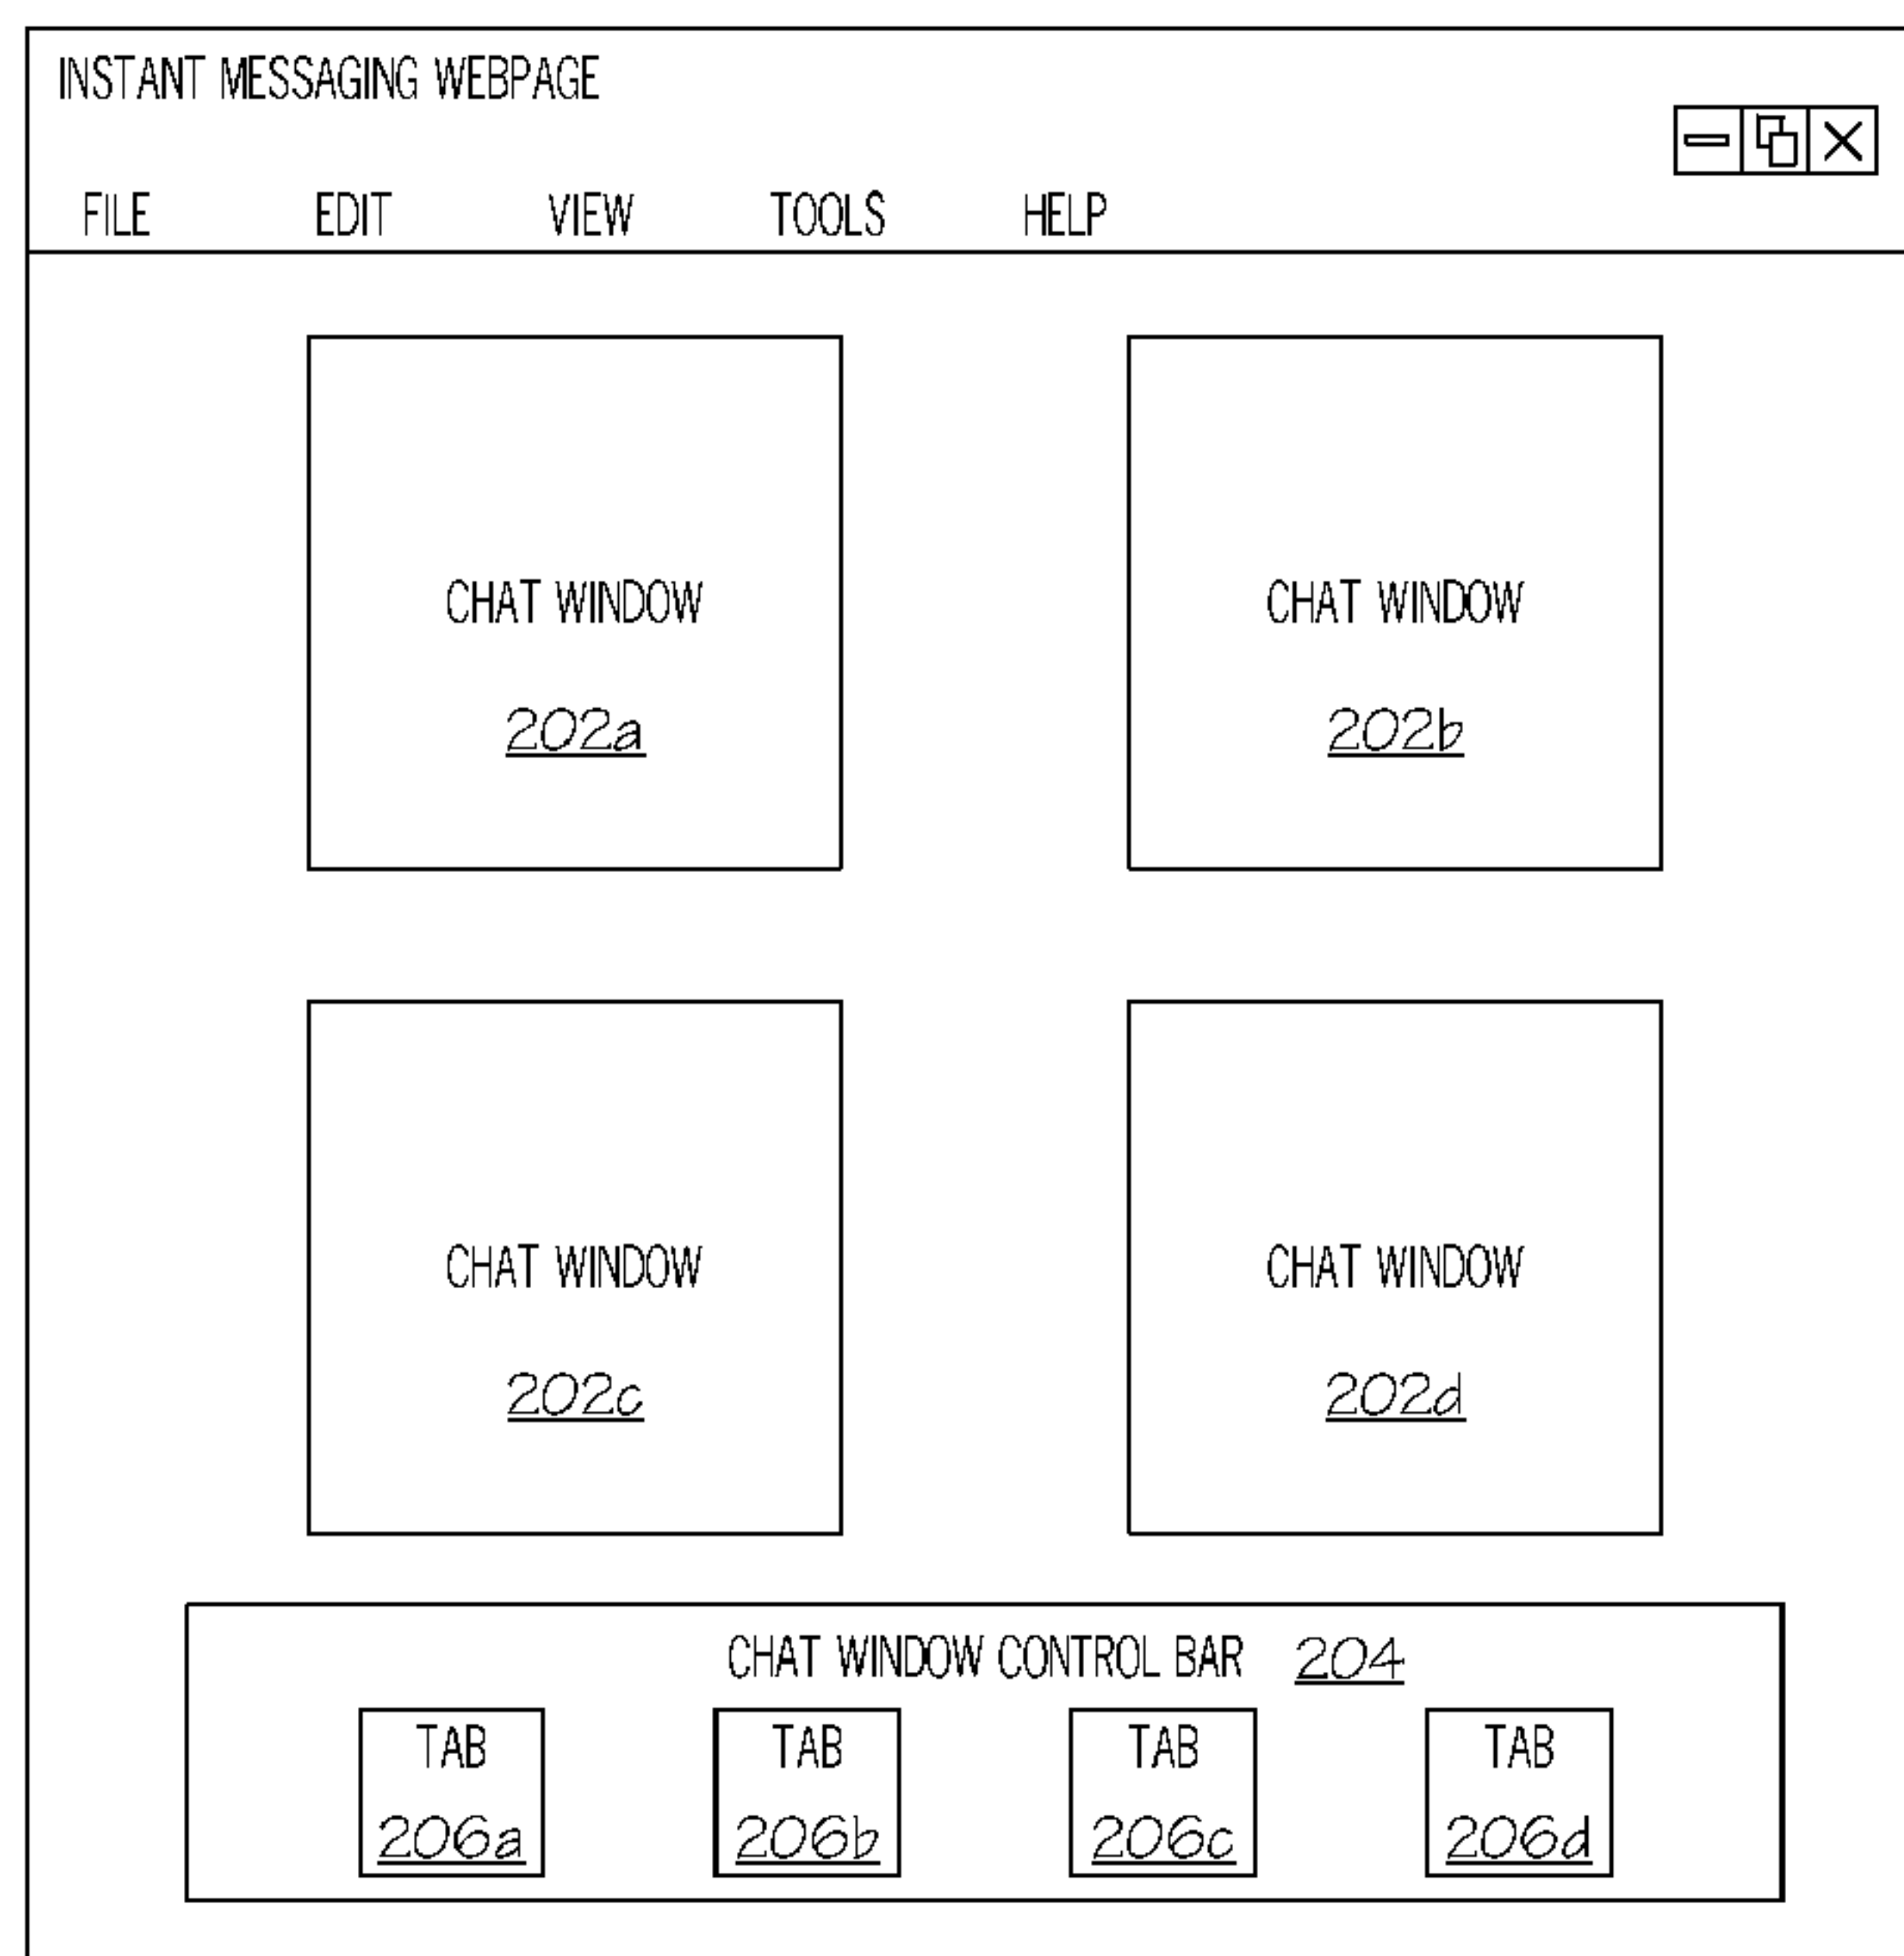 INSTANT MESSAGING WEBPAGE
FILE EDIT VIEW TOOLS HELP
CHAT WINDOW CHAT WINDOW
202a 202b
CHAT WINDOW CHAT WINDOW
202c 202d
CHAT WINDOW CONTROL BAR 204
TAB TAB TAB TAB
206a 206b 206c 206d